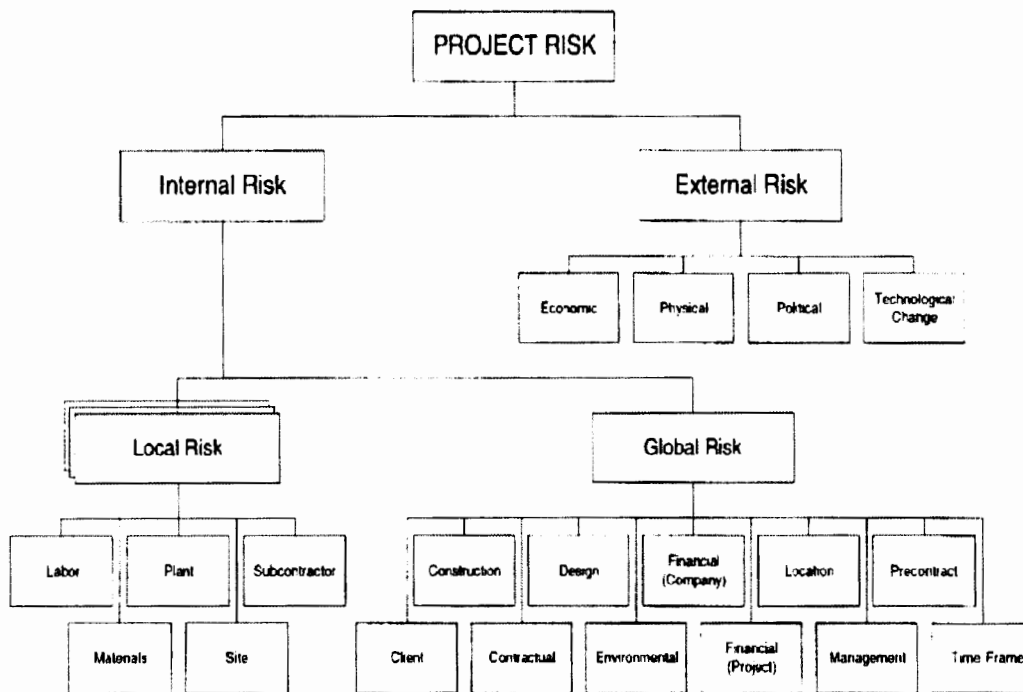 PROJECT RISK
Internal Risk
External Risk
Economic
Physical
Political
Technological
Change
Local Risk
Global Risk
Labor
Plant
Subcontractor
Construction
Design
Financial
(Company)
Location
Precontract
Materials
Site
Client
Contractual
Environmental
Financial
(Project)
Management
Time Frame